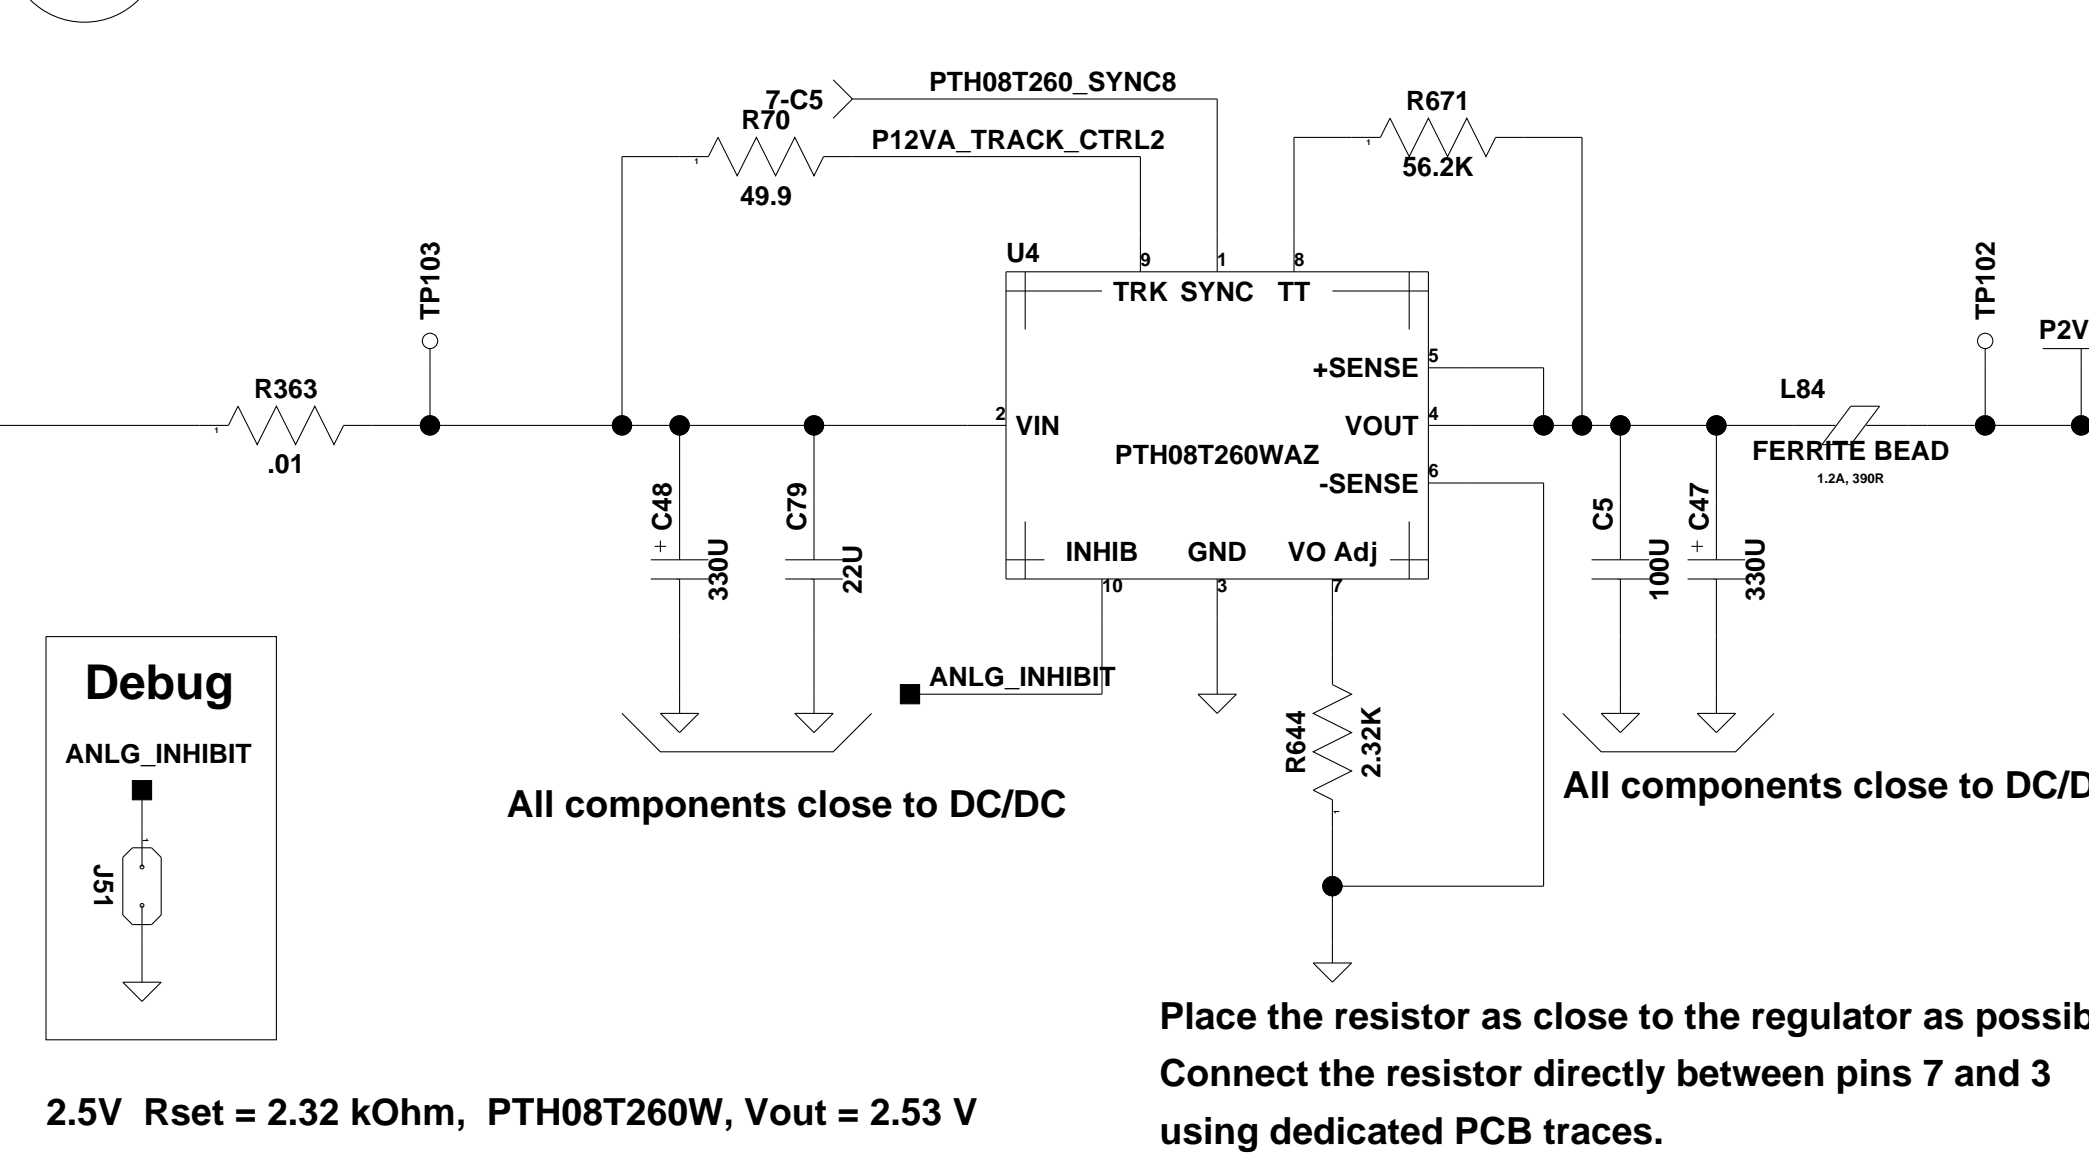 PTH08T260_SYNC8
7-C5
R70
P12VA_TRACK_CTRL2
49.9
R671
1
56.2K
1
U4
9
1
8
TRK SYNC TT
TP103
TP102
P2V
R363
1
.01
2
VIN
+SENSE
5
VOUT
4
PTH08T260WAZ
-SENSE
6
L84
FERRITE BEAD
1.2A, 390R
C48
+
330U
C79
22U
C5
100U
C47
+
330U
INHIB GND VO Adj
10
3
7
ANLG_INHIBIT
R644
2.32K
1
Debug
ANLG_INHIBIT
1
J51
All components close to DC/DC
All components close to DC/D
Place the resistor as close to the regulator as possib
Connect the resistor directly between pins 7 and 3
using dedicated PCB traces.
2.5V Rset = 2.32 kOhm, PTH08T260W, Vout = 2.53 V